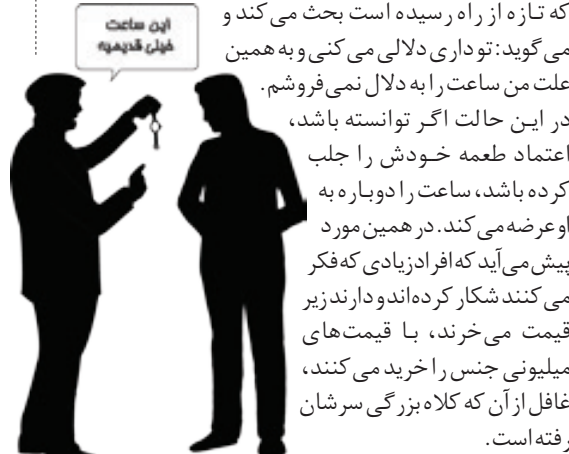 این ساعت
خیلی قدیمیه
که تازه از راه رسیده است بحث می کند و
می گوید: تو داری دلالی می کنی و به همین
علت من ساعت را به دلال نمی فروشم.
در این حالت اگر توانسته باشد،
اعتماد طعمه خودش را جلب
کرده باشد، ساعت را دوباره به
او عرضه می کند. در همین مورد
پیش می آید که افراد زیادی که فکر
می کنند شکار کرده اند و دارند زیر
قیمت می خرند، با قیمت های
میلیونی جنس را خرید می کنند،
غافل از آن که کلاه بزرگی سرشان
رفته است.